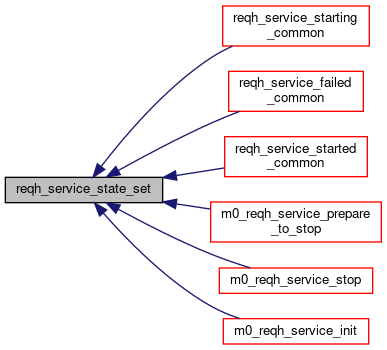 reqh_service_starting
_common
reqh_service_failed
_common
reqh_service_started
_common
reqh_service_state_set
m0_reqh_service_prepare
_to_stop
m0_reqh_service_stop
m0_reqh_service_init